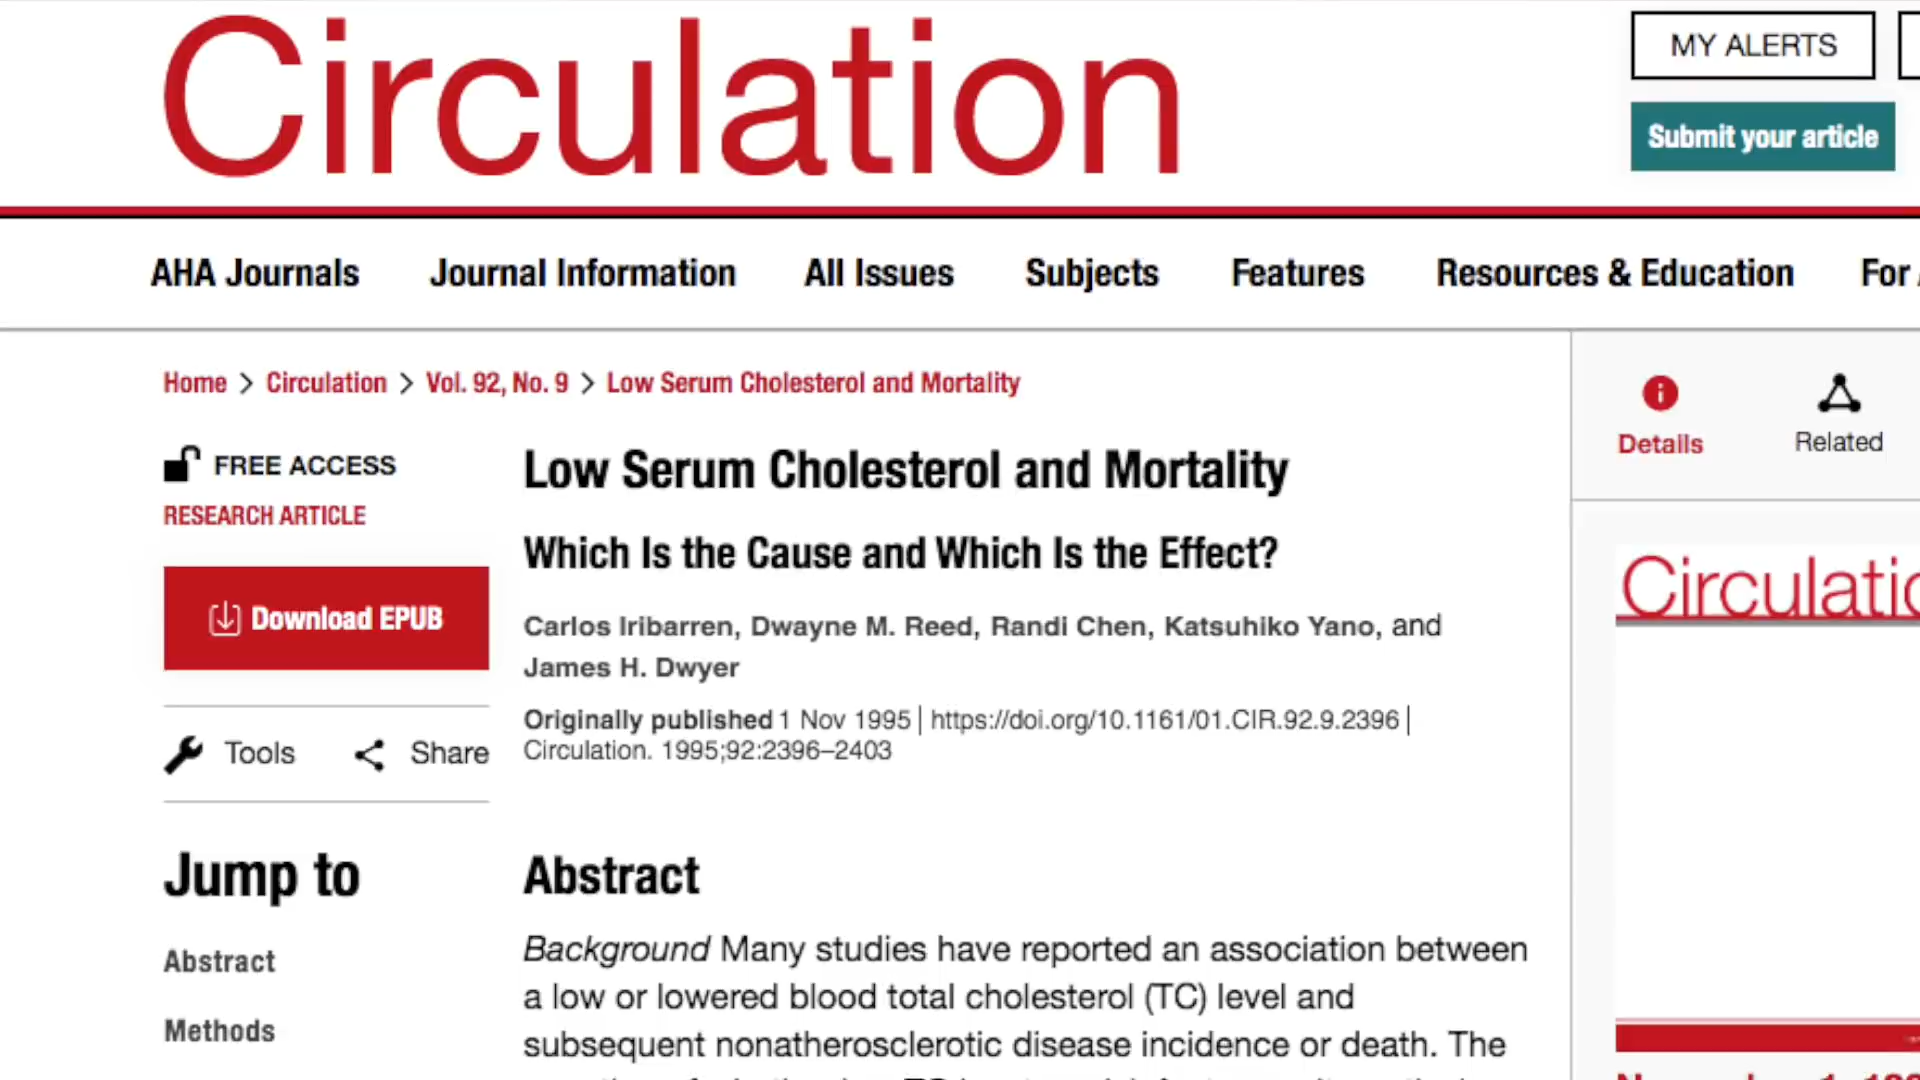 Circulation
MY ALERTS
Submit your article
AHA Journals Journal Information All Issues Subjects Features Resources & Education For
Home > Circulation > Vol. 92, No. 9 > Low Serum Cholesterol and Mortality
FREE ACCESS
RESEARCH ARTICLE
Download EPUB
Tools Share
Jump to
Abstract
Methods
Low Serum Cholesterol and Mortality
Which Is the Cause and Which Is the Effect?
Carlos Iribarren, Dwayne M. Reed, Randi Chen, Katsuhiko Yano, and
James H. Dwyer
Originally published 1 Nov 1995 | https://doi.org/10.1161/01.CIR.92.9.2396 |
Circulation. 1995;92:2396–2403
Abstract
Background Many studies have reported an association between
a low or lowered blood total cholesterol (TC) level and
subsequent nonatherosclerotic disease incidence or death. The
Details
Related
Circulatio